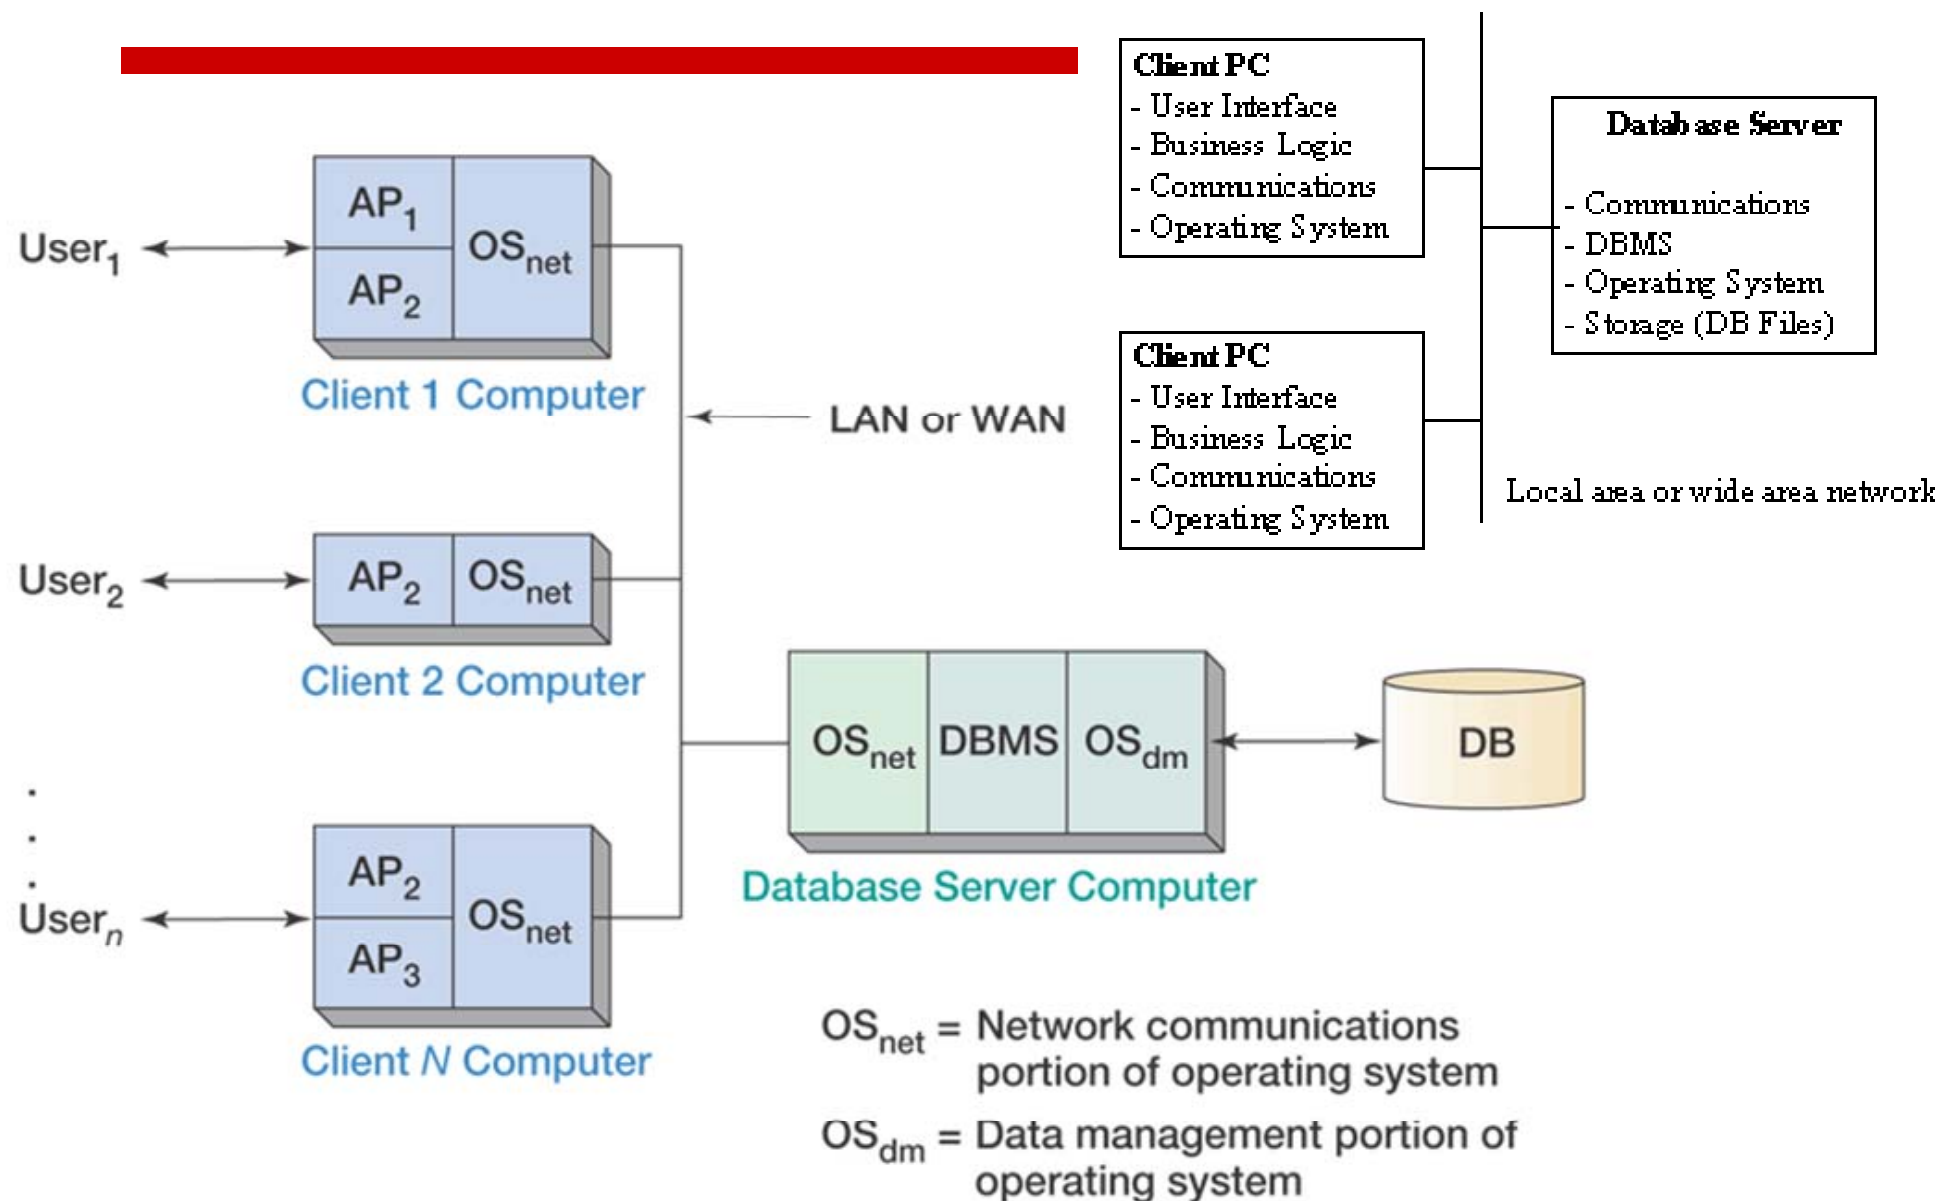 Client PC
- User Interface
- Business Logic
- Communications
- Operating System
Database Server
- Communications
- DBMS
- Operating System
- Storage (DB Files)
Client PC
- User Interface
- Business Logic
- Communications
- Operating System
Local area or wide area network
User1
AP1
AP2
OSnet
Client 1 Computer
LAN or WAN
User2
AP2
OSnet
Client 2 Computer
OSnet
DBMS
OSdm
DB
Database Server Computer
.
.
.
Usern
AP2
AP3
OSnet
Client N Computer
OSnet = Network communications
portion of operating system
OSdm = Data management portion of
operating system